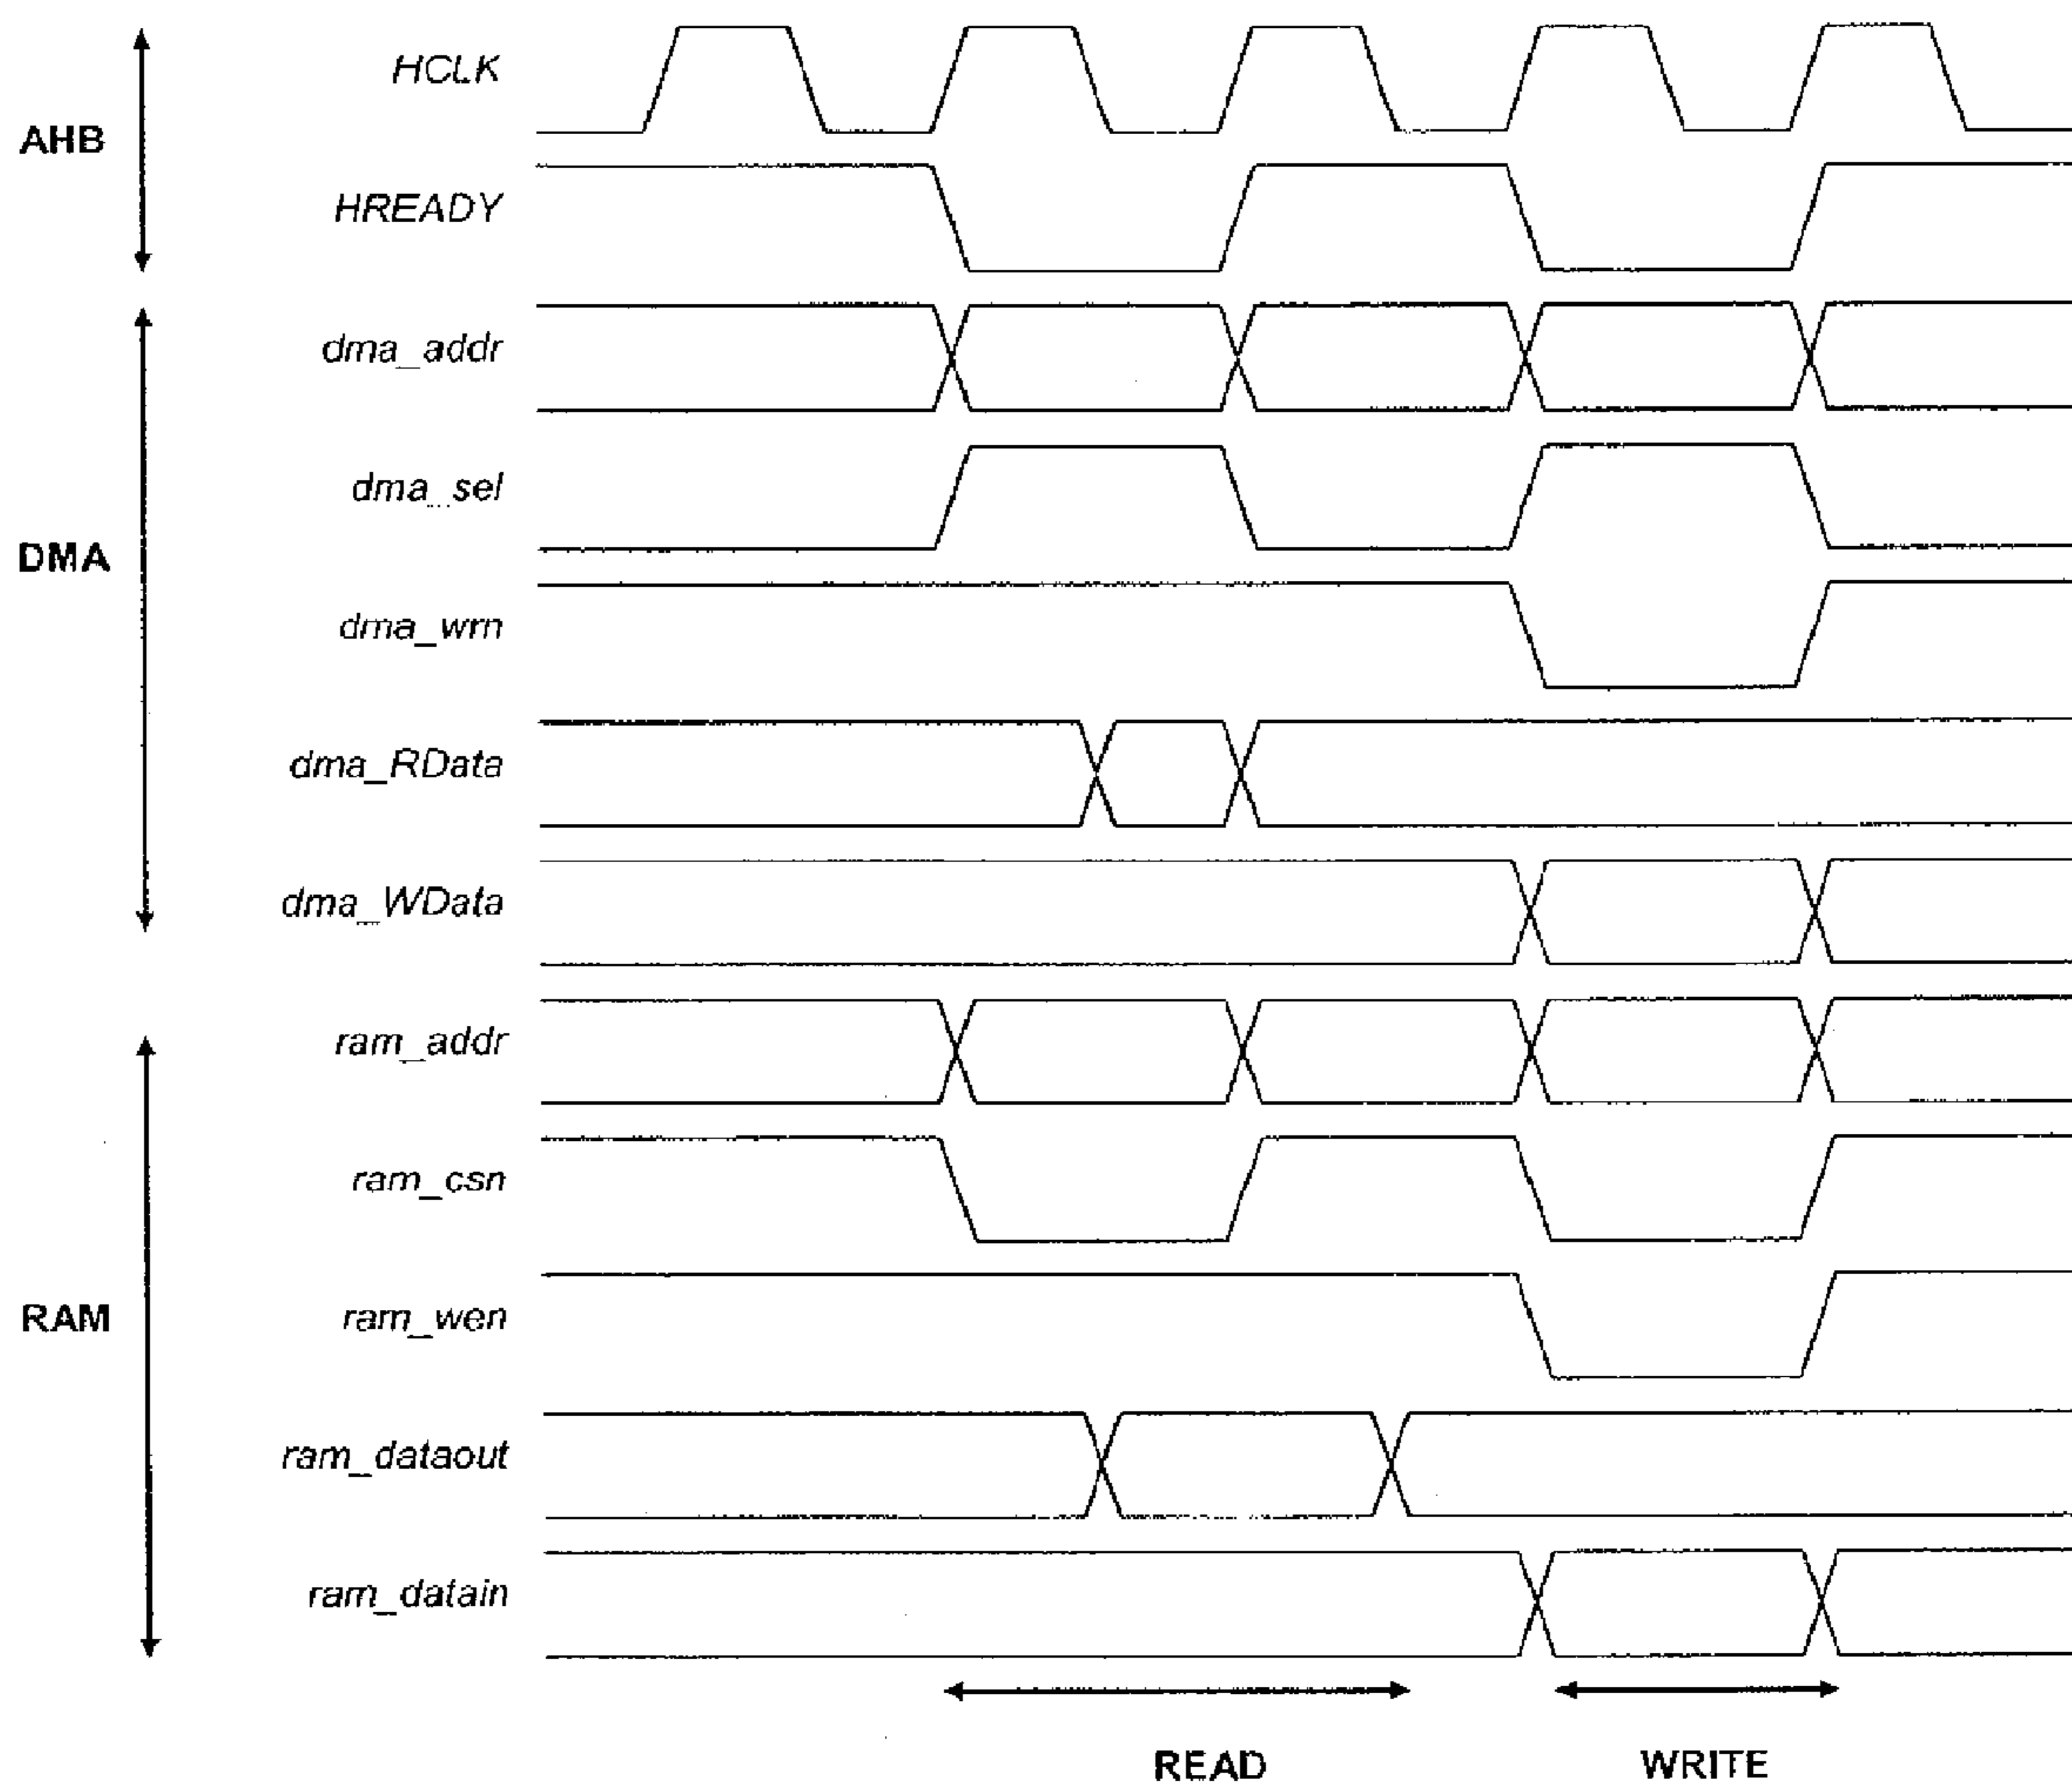 AHB
HCLK
HREADY
DMA
dma_addr
dma_sel
dma_wrn
dma_RData
dma_WData
RAM
ram_addr
ram_csn
ram_wen
ram_dataout
ram_datain
READ
WRITE